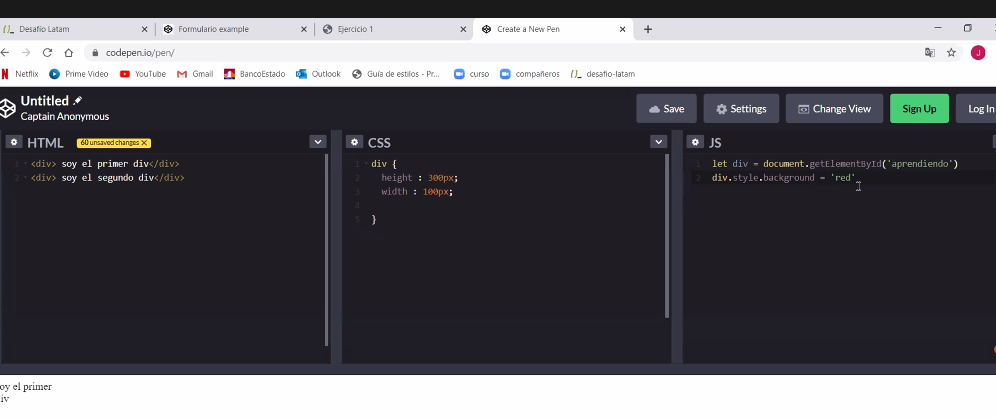 Desafío Latam
Formulario example
Ejercicio 1
Create a New Pen
codepen.io/pen/
J
Netflix
Prime Video
YouTube
Gmail
BancoEstado
Outlook
Guía de estilos - Pr...
curso
compañeros
desafio-latam
Untitled
Captain Anonymous
Save
Settings
Change View
Sign Up
Log In
HTML
60 unsaved changes X
1 <div> soy el primer div</div>
2 <div> soy el segundo div</div>
CSS
1 div {
2 height : 300px;
3 width : 100px;
4
5 }
JS
1 let div = document.getElementById('aprendiendo')
2 div.style.background = 'red'
oy el primer
iv